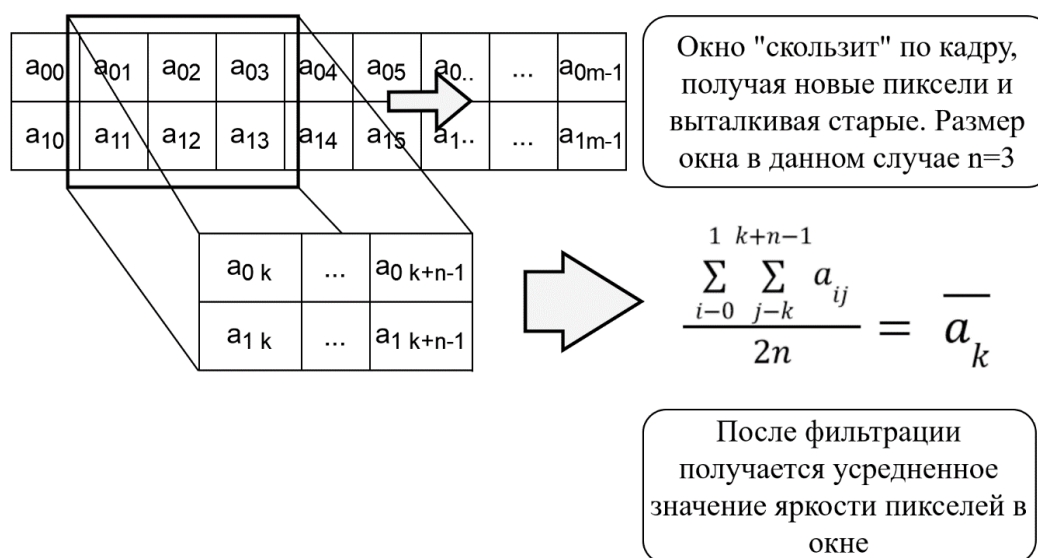 a00 a01 a02 a03 a04 a05 a0.. ... a0m-1
a10 a11 a12 a13 a14 a15 a1.. ... a1m-1
Окно "скользит" по кадру,
получая новые пиксели и
выталкивая старые. Размер
окна в данном случае n=3
a0 k ... a0 k+n-1
a1 k ... a1 k+n-1
1 k+n-1
∑ ∑ aij
i−0 j−k
2n
= ak
После фильтрации
получается усредненное
значение яркости пикселей в
окне